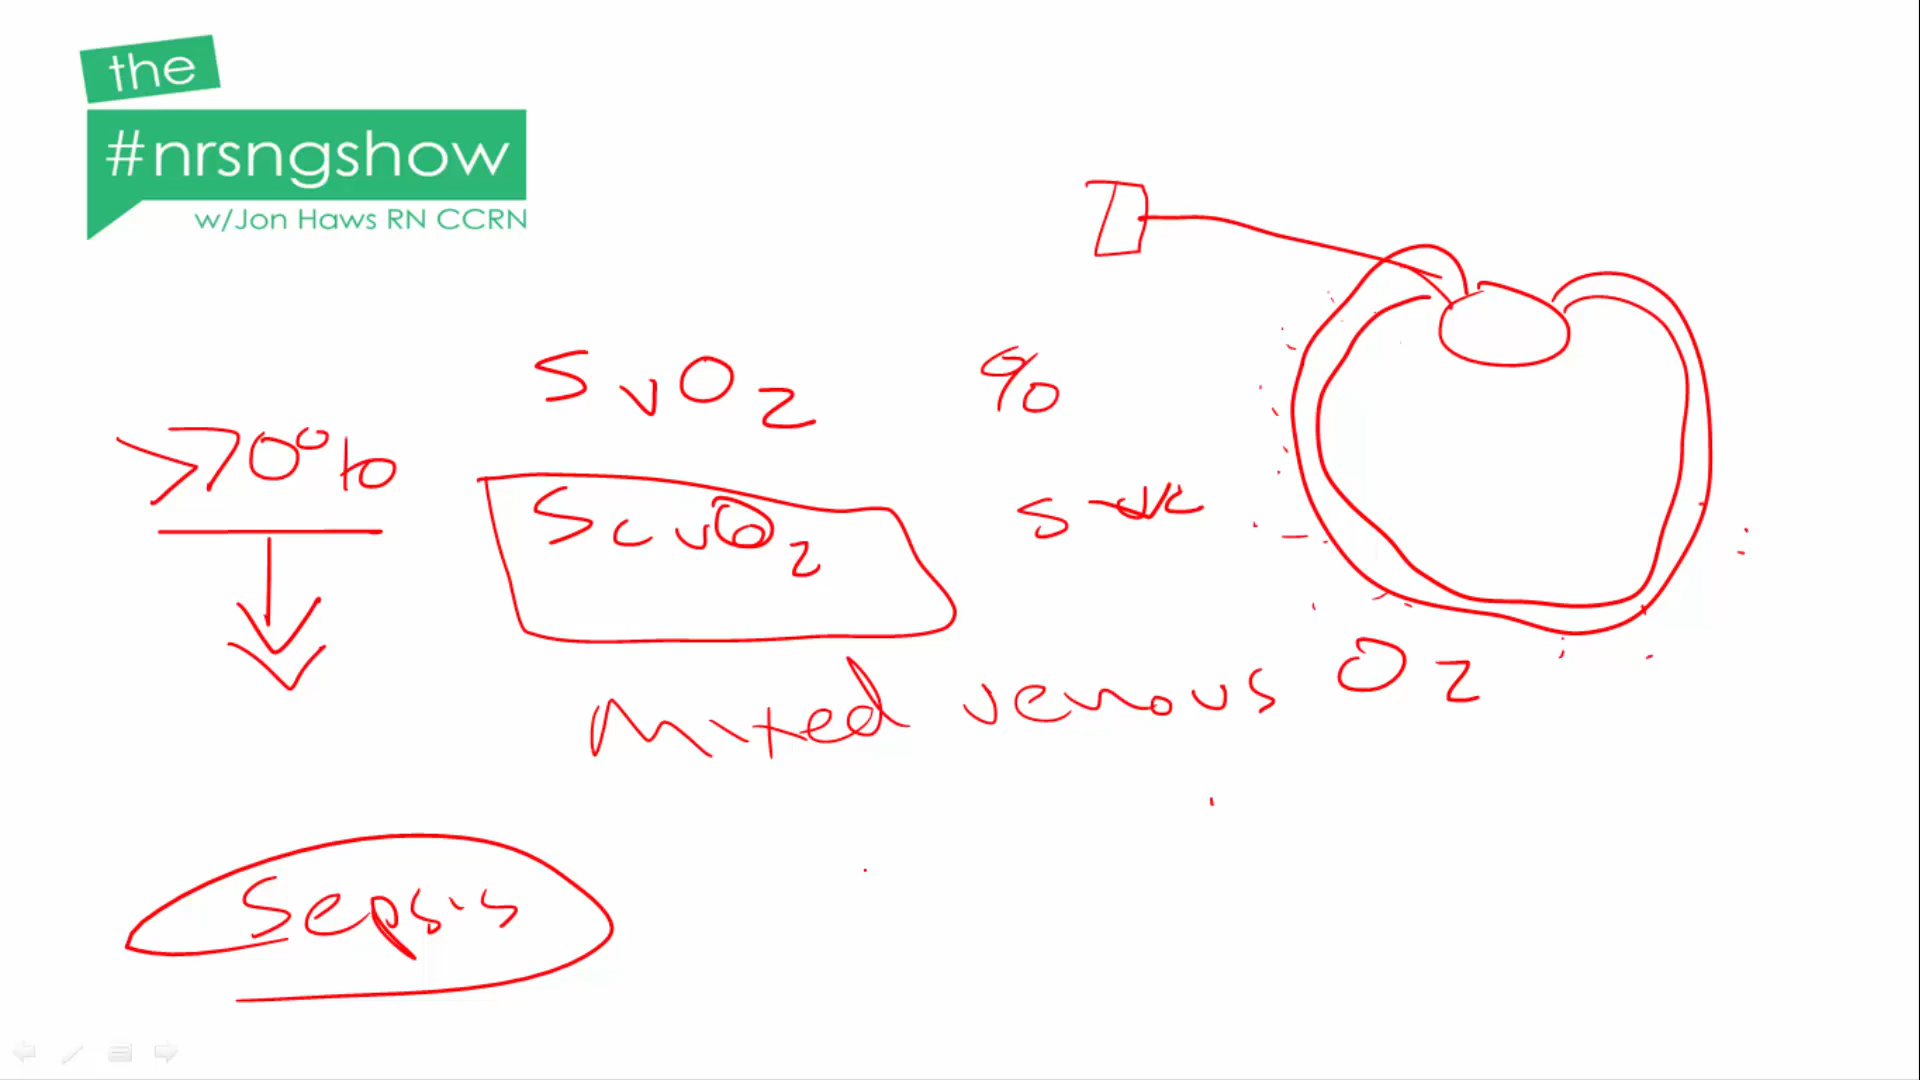 the
#nrsngshow
w/Jon Haws RN CCRN
SvO2 %
>70%
ScvO2
Mixed venous O2
Sepsis